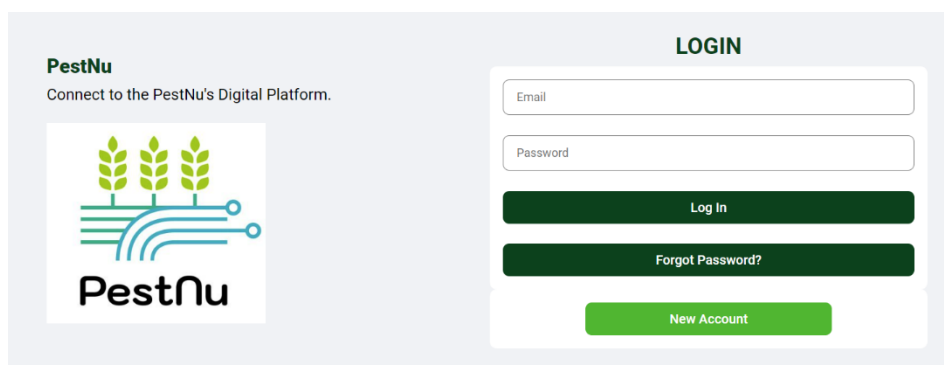 PestNu
Connect to the PestNu's Digital Platform.
PestNu
LOGIN
Email
Password
Log In
Forgot Password?
New Account